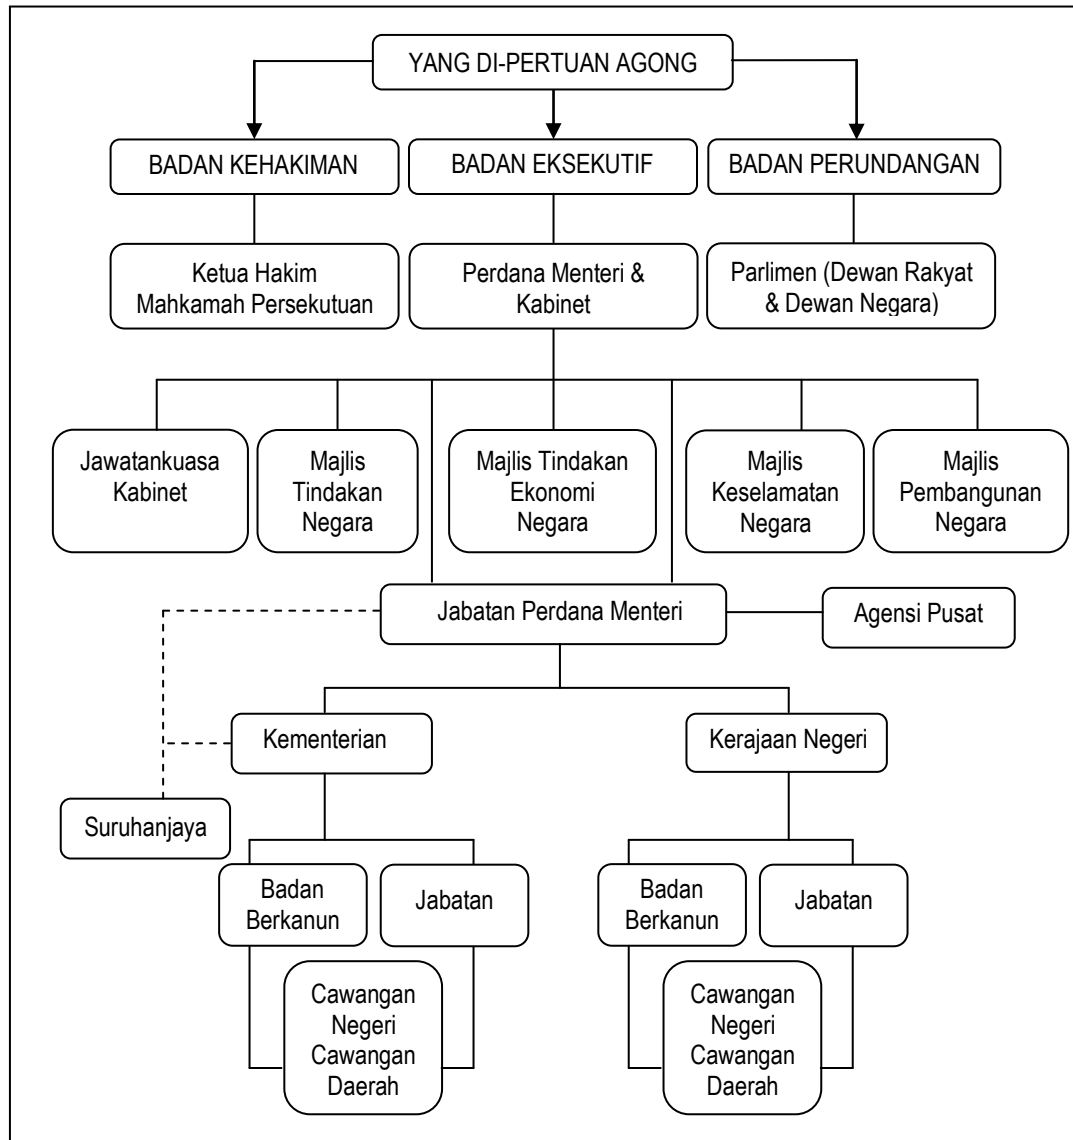 YANG DI-PERTUAN AGONG
BADAN KEHAKIMAN
BADAN EKSEKUTIF
BADAN PERUNDANGAN
Ketua Hakim
Mahkamah Persekutuan
Perdana Menteri &
Kabinet
Parlimen (Dewan Rakyat
& Dewan Negara)
Jawatankuasa
Kabinet
Majlis
Tindakan
Negara
Majlis Tindakan
Ekonomi
Negara
Majlis
Keselamatan
Negara
Majlis
Pembangunan
Negara
Jabatan Perdana Menteri
Agensi Pusat
Kementerian
Kerajaan Negeri
Suruhanjaya
Badan
Berkanun
Jabatan
Badan
Berkanun
Jabatan
Cawangan
Negeri
Cawangan
Daerah
Cawangan
Negeri
Cawangan
Daerah